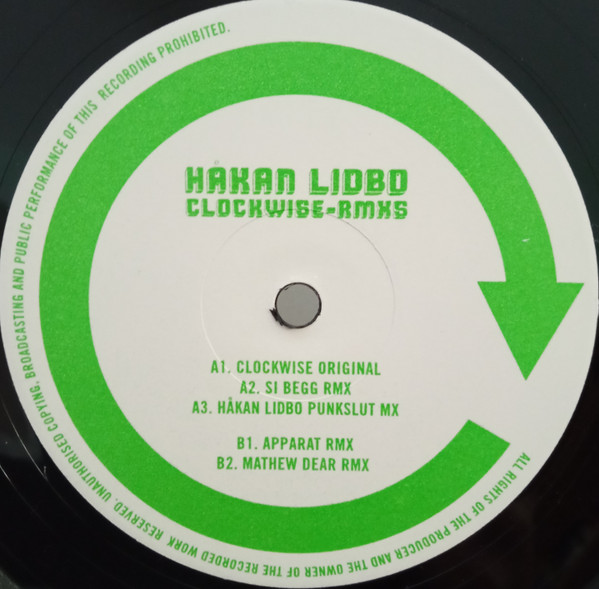 HÅKAN LIDBO
CLOCKWISE-RMXS
A1. CLOCKWISE ORIGINAL
A2. SI BEGG RMX
A3. HÅKAN LIDBO PUNKSLUT MX
B1. APPARAT RMX
B2. MATHEW DEAR RMX
ALL RIGHTS OF THE PRODUCER AND THE OWNER OF THE RECORDED WORK RESERVED. UNAUTHORISED COPYING, BROADCASTING AND PUBLIC PERFORMANCE OF THIS RECORDING PROHIBITED.